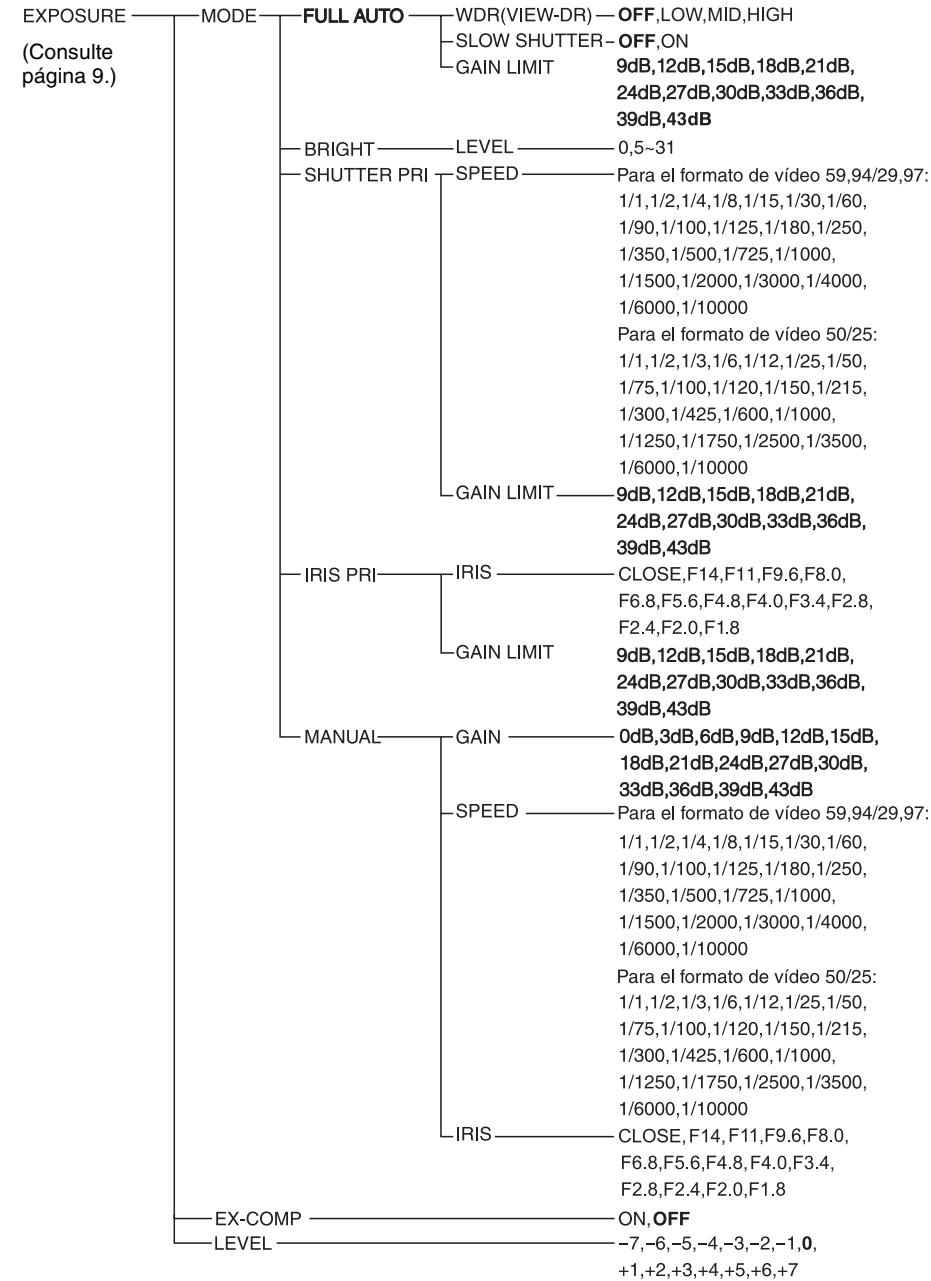 EXPOSURE MODE FULL AUTO WDR(VIEW-DR) OFF,LOW,MID,HIGH
(Consulte
página 9.)
SLOW SHUTTER OFF,ON
GAIN LIMIT 9dB,12dB,15dB,18dB,21dB,
24dB,27dB,30dB,33dB,36dB,
39dB,43dB
BRIGHT LEVEL 0,5~31
SHUTTER PRI SPEED Para el formato de vídeo 59,94/29,97:
1/1,1/2,1/4,1/8,1/15,1/30,1/60,
1/90,1/100,1/125,1/180,1/250,
1/350,1/500,1/725,1/1000,
1/1500,1/2000,1/3000,1/4000,
1/6000,1/10000
Para el formato de vídeo 50/25:
1/1,1/2,1/3,1/6,1/12,1/25,1/50,
1/75,1/100,1/120,1/150,1/215,
1/300,1/425,1/600,1/1000,
1/1250,1/1750,1/2500,1/3500,
1/6000,1/10000
GAIN LIMIT 9dB,12dB,15dB,18dB,21dB,
24dB,27dB,30dB,33dB,36dB,
39dB,43dB
IRIS PRI IRIS CLOSE,F14,F11,F9.6,F8.0,
F6.8,F5.6,F4.8,F4.0,F3.4,F2.8,
F2.4,F2.0,F1.8
GAIN LIMIT 9dB,12dB,15dB,18dB,21dB,
24dB,27dB,30dB,33dB,36dB,
39dB,43dB
MANUAL GAIN 0dB,3dB,6dB,9dB,12dB,15dB,
18dB,21dB,24dB,27dB,30dB,
33dB,36dB,39dB,43dB
SPEED Para el formato de vídeo 59,94/29,97:
1/1,1/2,1/4,1/8,1/15,1/30,1/60,
1/90,1/100,1/125,1/180,1/250,
1/350,1/500,1/725,1/1000,
1/1500,1/2000,1/3000,1/4000,
1/6000,1/10000
Para el formato de vídeo 50/25:
1/1,1/2,1/3,1/6,1/12,1/25,1/50,
1/75,1/100,1/120,1/150,1/215,
1/300,1/425,1/600,1/1000,
1/1250,1/1750,1/2500,1/3500,
1/6000,1/10000
IRIS CLOSE, F14, F11,F9.6,F8.0,
F6.8,F5.6,F4.8,F4.0,F3.4,
F2.8,F2.4,F2.0,F1.8
EX-COMP ON,OFF
LEVEL −7,−6,−5,−4,−3,−2,−1,0,
+1,+2,+3,+4,+5,+6,+7